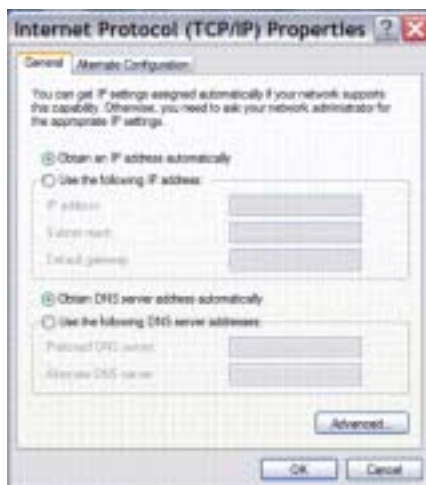 Internet Protocol (TCP/IP) Properties
General
Alternate Configuration
You can get IP settings assigned automatically if your network supports
this capability. Otherwise, you need to ask your network administrator for
the appropriate IP settings.
Obtain an IP address automatically
Use the following IP address:
IP address:
Subnet mask:
Default gateway:
Obtain DNS server address automatically
Use the following DNS server addresses:
Preferred DNS server:
Alternate DNS server:
Advanced...
OK
Cancel